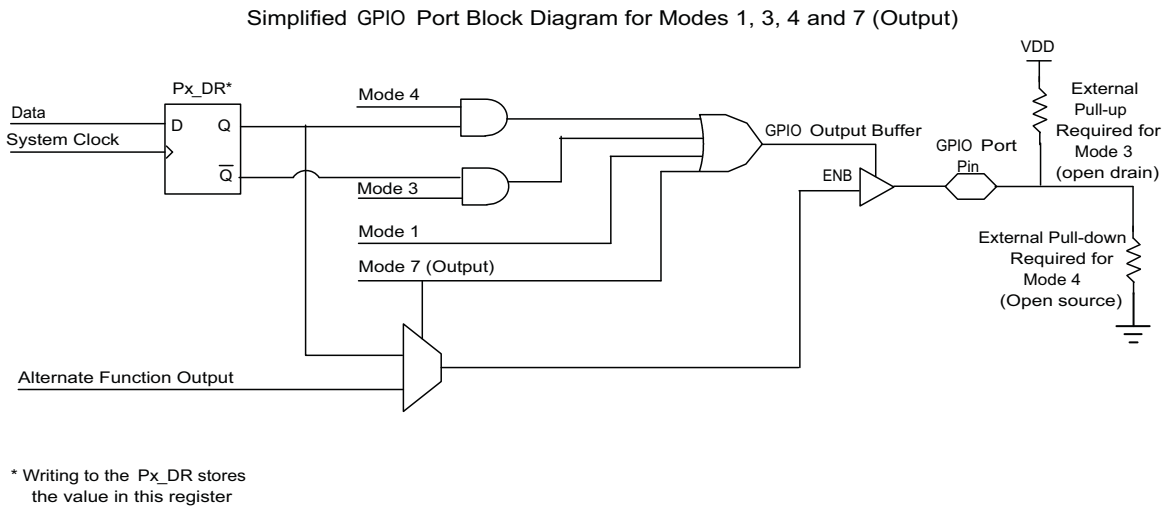 Simplified GPIO Port Block Diagram for Modes 1, 3, 4 and 7 (Output)
VDD
Px_DR*
Data
System Clock
D
Q
Q
Mode 4
Mode 3
Mode 1
Mode 7 (Output)
GPIO Output Buffer
ENB
GPIO Port
Pin
External
Pull-up
Required for
Mode 3
(open drain)
External Pull-down
Required for
Mode 4
(Open source)
Alternate Function Output
* Writing to the Px_DR stores
the value in this register